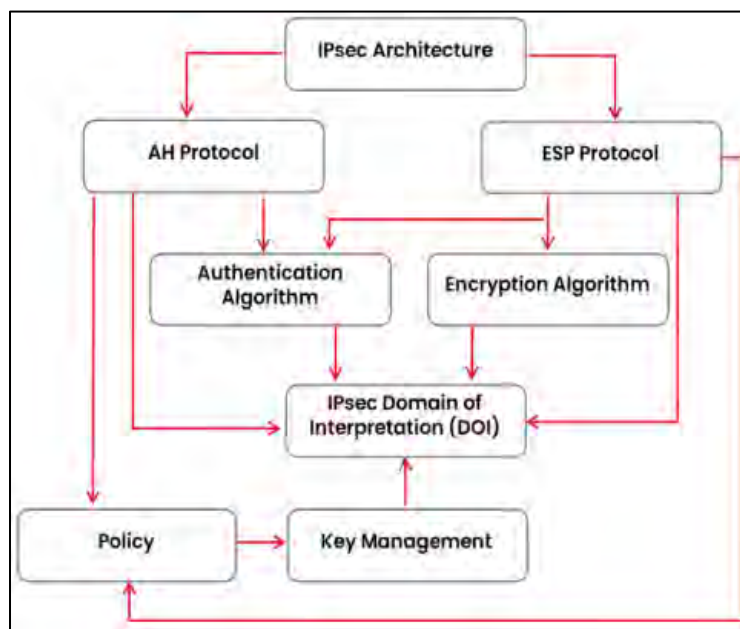 IPsec Architecture
AH Protocol
ESP Protocol
Authentication
Algorithm
Encryption Algorithm
IPsec Domain of
Interpretation (DOI)
Policy
Key Management